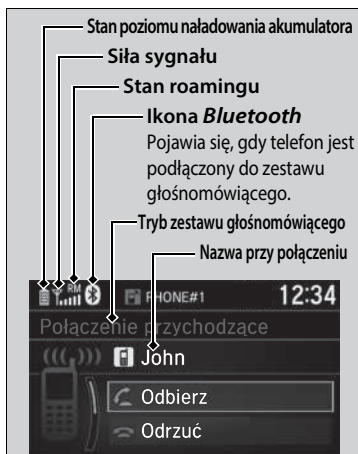 Stan poziomu naładowania akumulatora
Siła sygnału
Stan roamingu
Ikona Bluetooth
Pojawia się, gdy telefon jest
podłączony do zestawu
głośnomówiącego.
Tryb zestawu głośnomówiącego
Nazwa przy połączeniu
RM PHONE#1 12:34
Połączenie przychodzące
John
Odbierz
Odrzuć